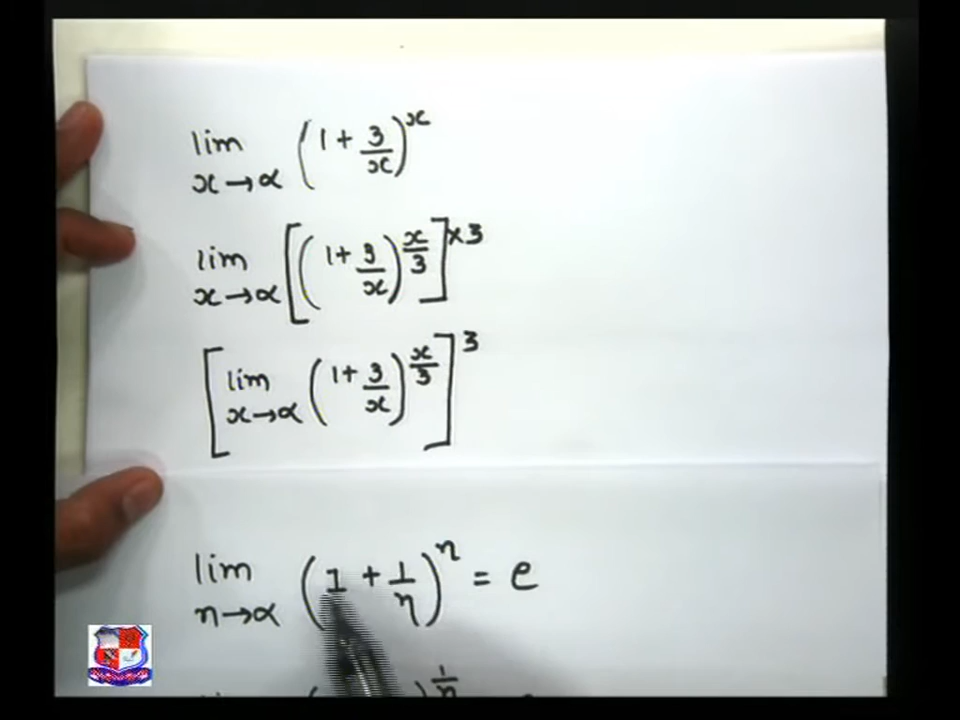 lim x→α (1 + 3/x)^x
lim x→α [(1 + 3/x)^(x/3)]^×3
[lim x→α (1 + 3/x)^(x/3)]^3
lim n→α (1 + 1/n)^n = e